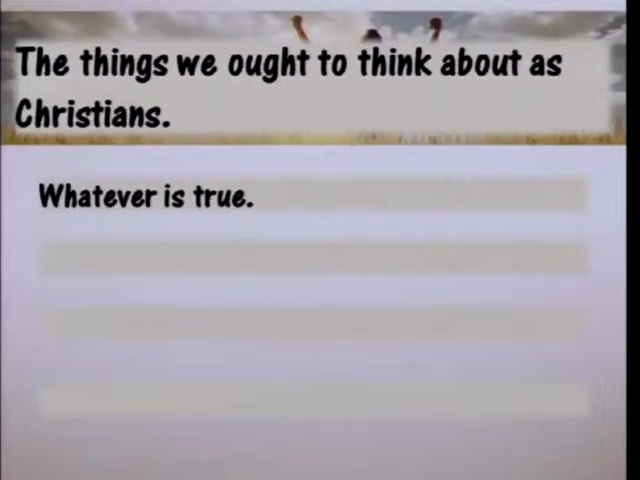 The things we ought to think about as
Christians.
Whatever is true.